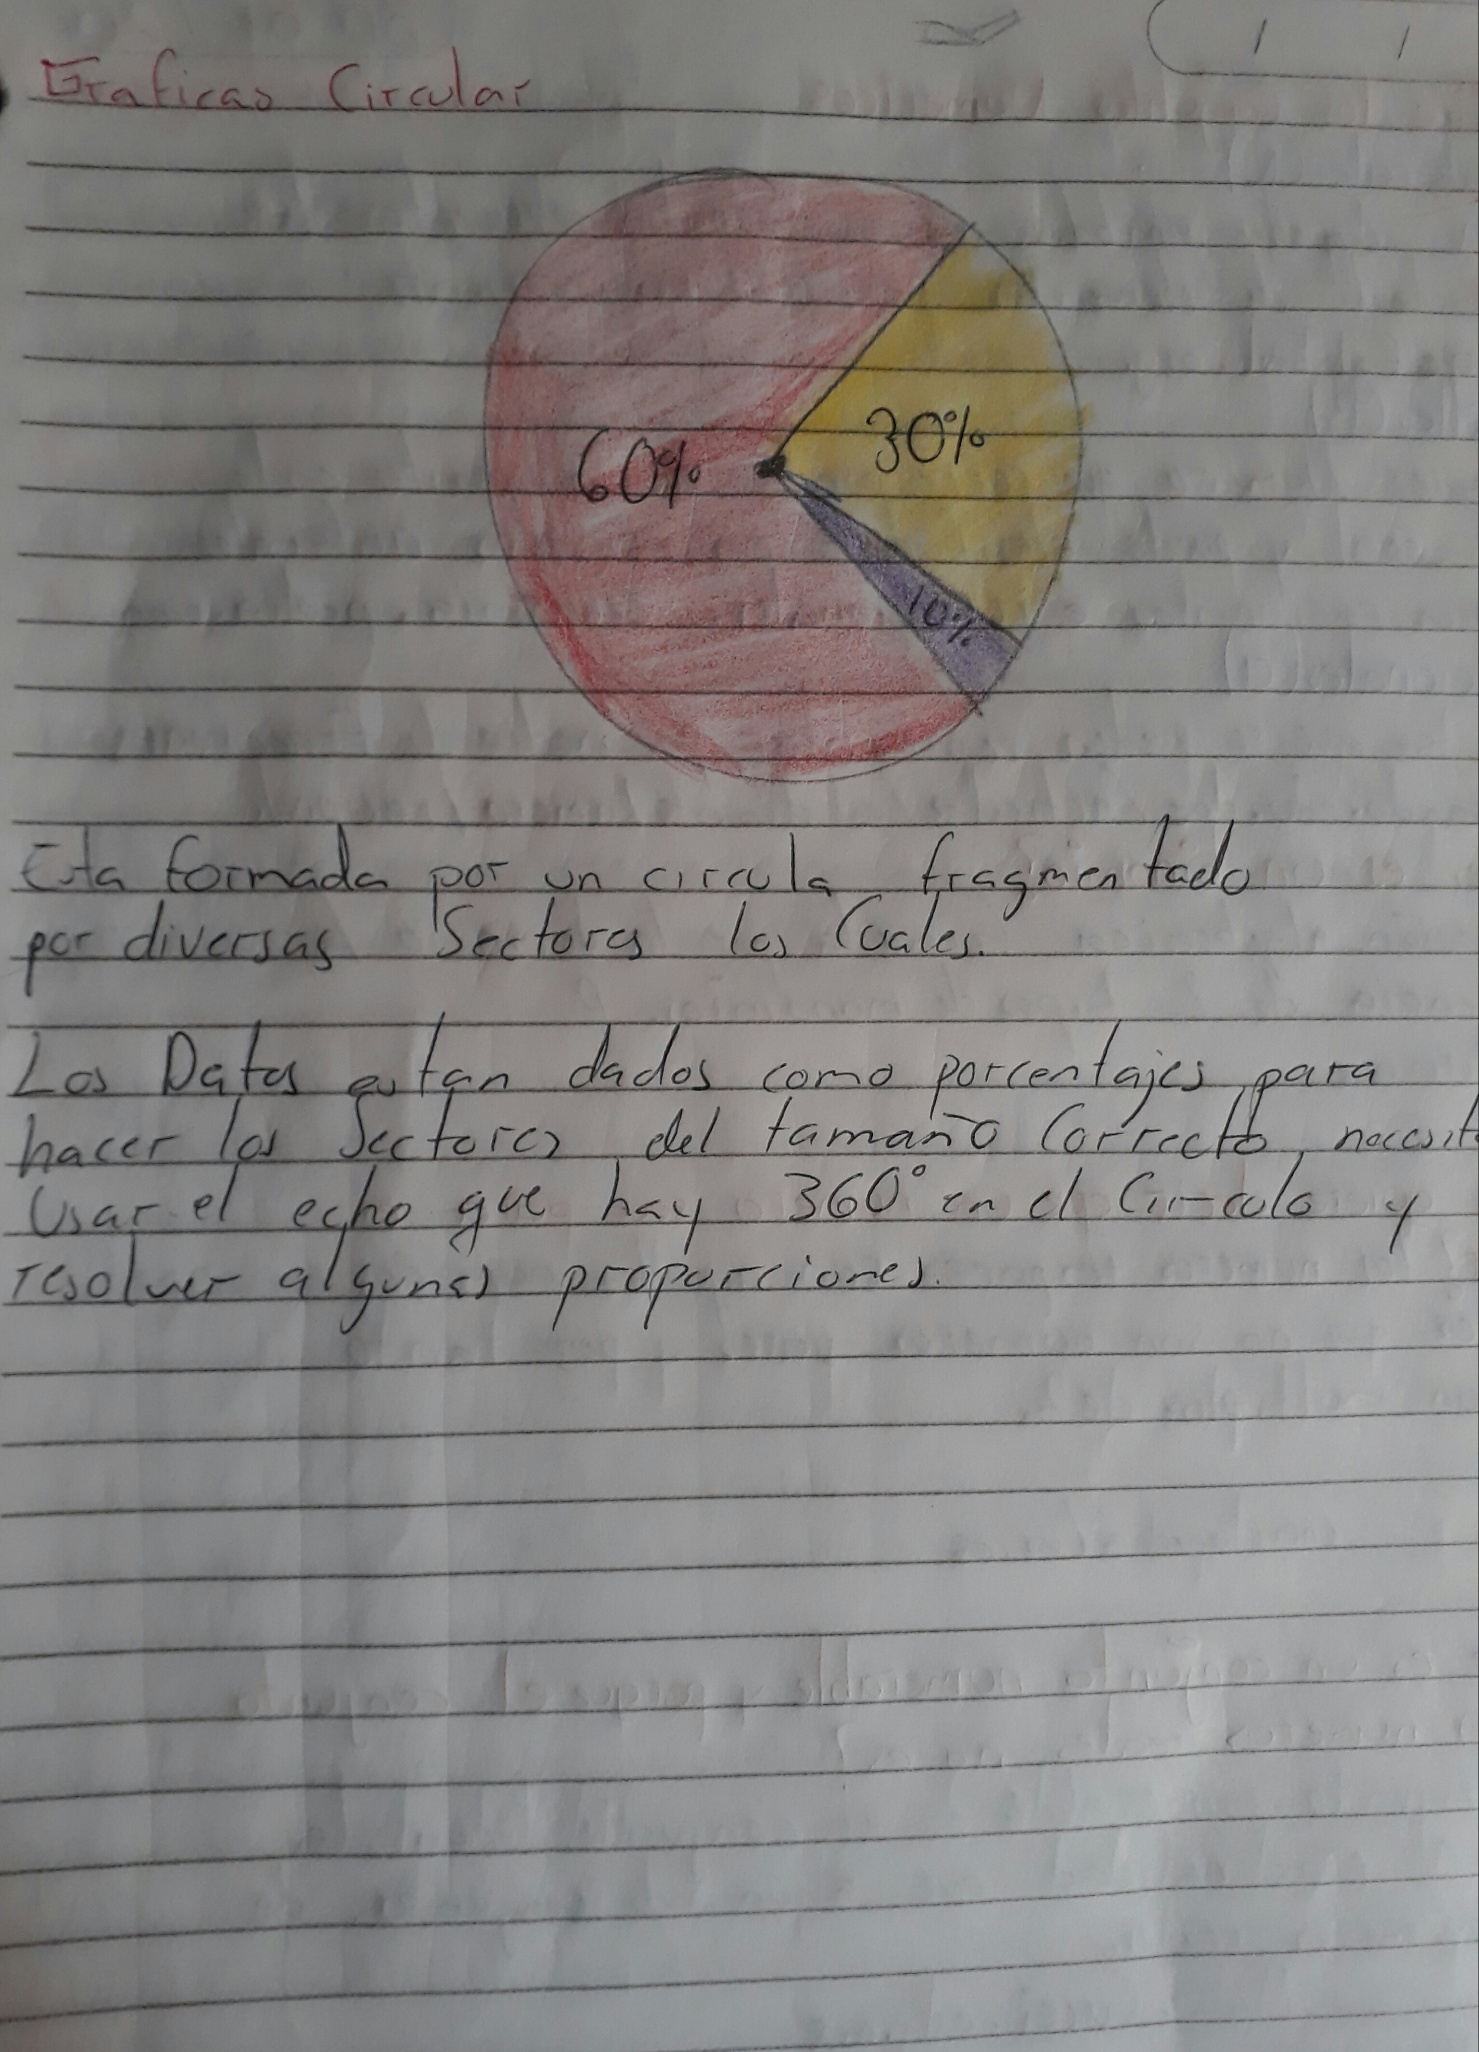 Graficas Circular
60%
30%
10%
Esta formada por un circula fragmentado
por diversas Sectores los Cuales.
Los Datos estan dados como porcentajes para
hacer los Sectores del tamaño Correcto, necesit
Usar el echo que hay 360° en el Circulo y
resolver algunas proporciones.